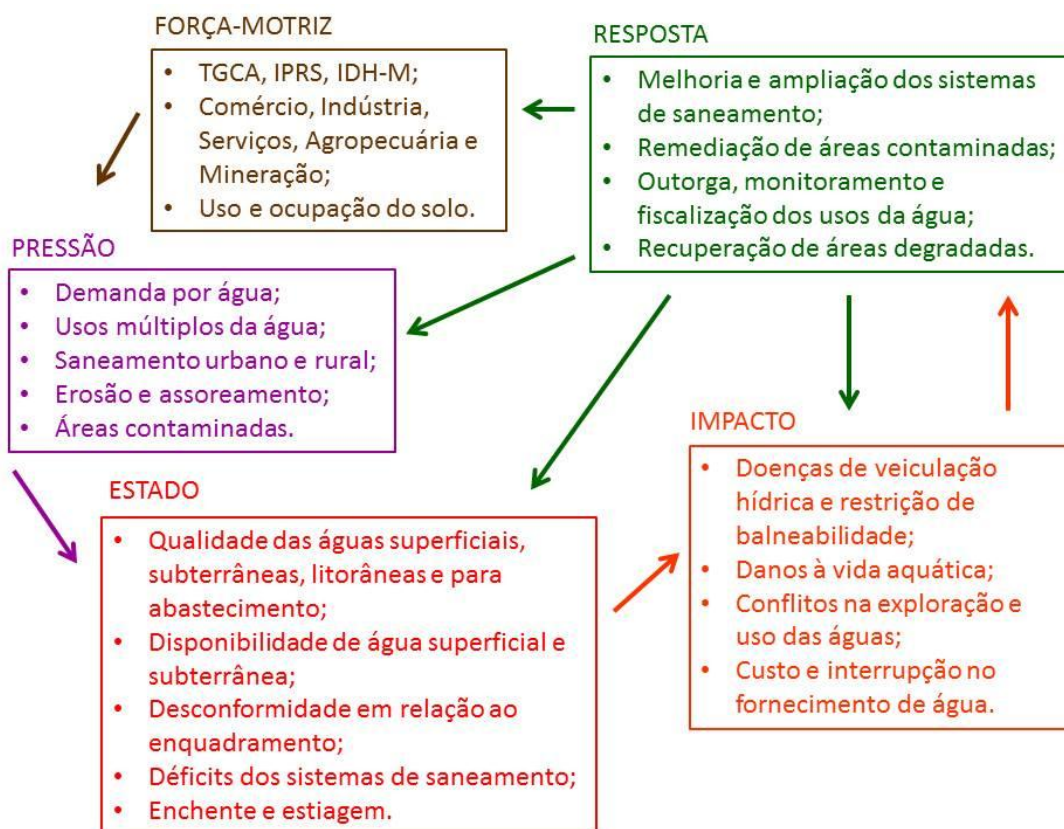 FORÇA-MOTRIZ
• TGCA, IPRS, IDH-M;
• Comércio, Indústria,
Serviços, Agropecuária e
Mineração;
• Uso e ocupação do solo.
RESPOSTA
• Melhoria e ampliação dos sistemas
de saneamento;
• Remediação de áreas contaminadas;
• Outorga, monitoramento e
fiscalização dos usos da água;
• Recuperação de áreas degradadas.
PRESSÃO
• Demanda por água;
• Usos múltiplos da água;
• Saneamento urbano e rural;
• Erosão e assoreamento;
• Áreas contaminadas.
ESTADO
• Qualidade das águas superficiais,
subterrâneas, litorâneas e para
abastecimento;
• Disponibilidade de água superficial e
subterrânea;
• Desconformidade em relação ao
enquadramento;
• Déficits dos sistemas de saneamento;
• Enchente e estiagem.
IMPACTO
• Doenças de veiculação
hídrica e restrição de
balneabilidade;
• Danos à vida aquática;
• Conflitos na exploração e
uso das águas;
• Custo e interrupção no
fornecimento de água.